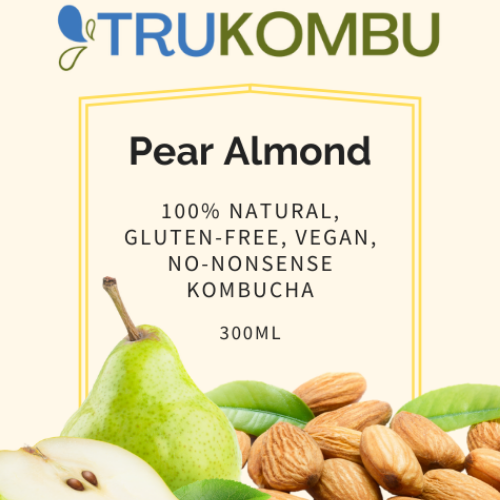 TRUKOMBU
Pear Almond
100% NATURAL,
GLUTEN-FREE, VEGAN,
NO-NONSENSE
KOMBUCHA
300ML